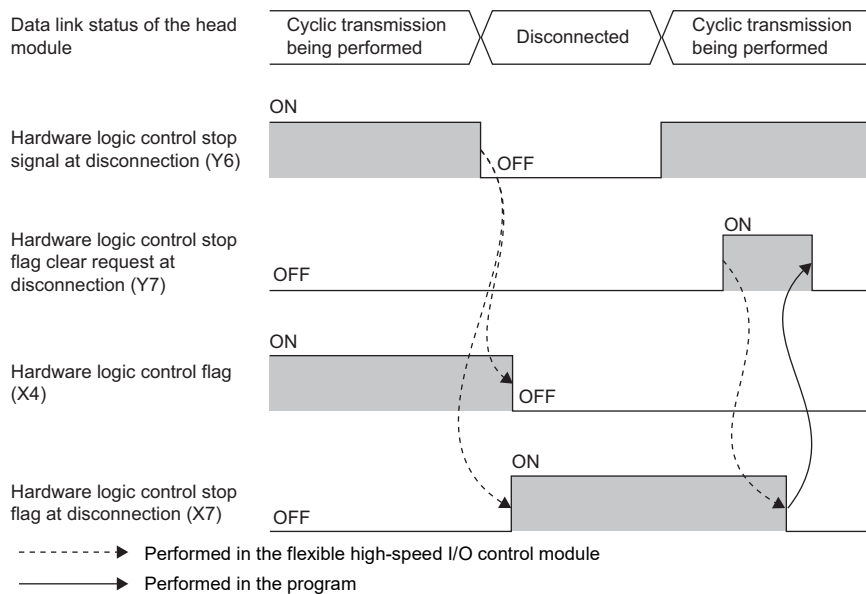 Data link status of the head
module
Cyclic transmission
being performed
Disconnected
Cyclic transmission
being performed
ON
Hardware logic control stop
signal at disconnection (Y6)
OFF
Hardware logic control stop
flag clear request at
disconnection (Y7)
ON
OFF
ON
Hardware logic control flag
(X4)
OFF
ON
Hardware logic control stop
flag at disconnection (X7)
OFF
Performed in the flexible high-speed I/O control module
Performed in the program